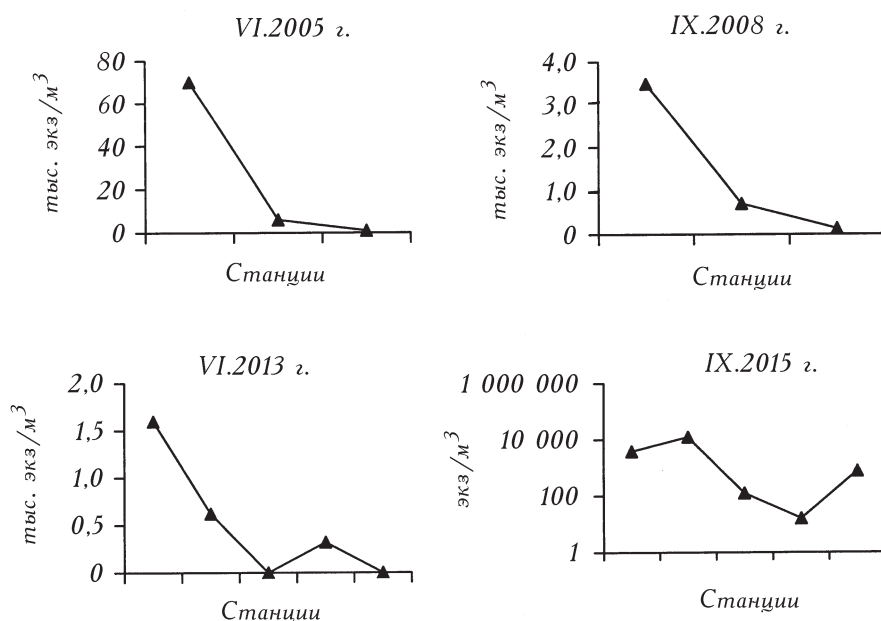 VI.2005 г.
тыс. экз/м³
80
60
40
20
0
Станции
IX.2008 г.
тыс. экз/м³
4,0
3,0
2,0
1,0
0
Станции
VI.2013 г.
тыс. экз/м³
2,0
1,5
1,0
0,5
0
Станции
IX.2015 г.
экз/м³
1 000 000
10 000
100
1
Станции